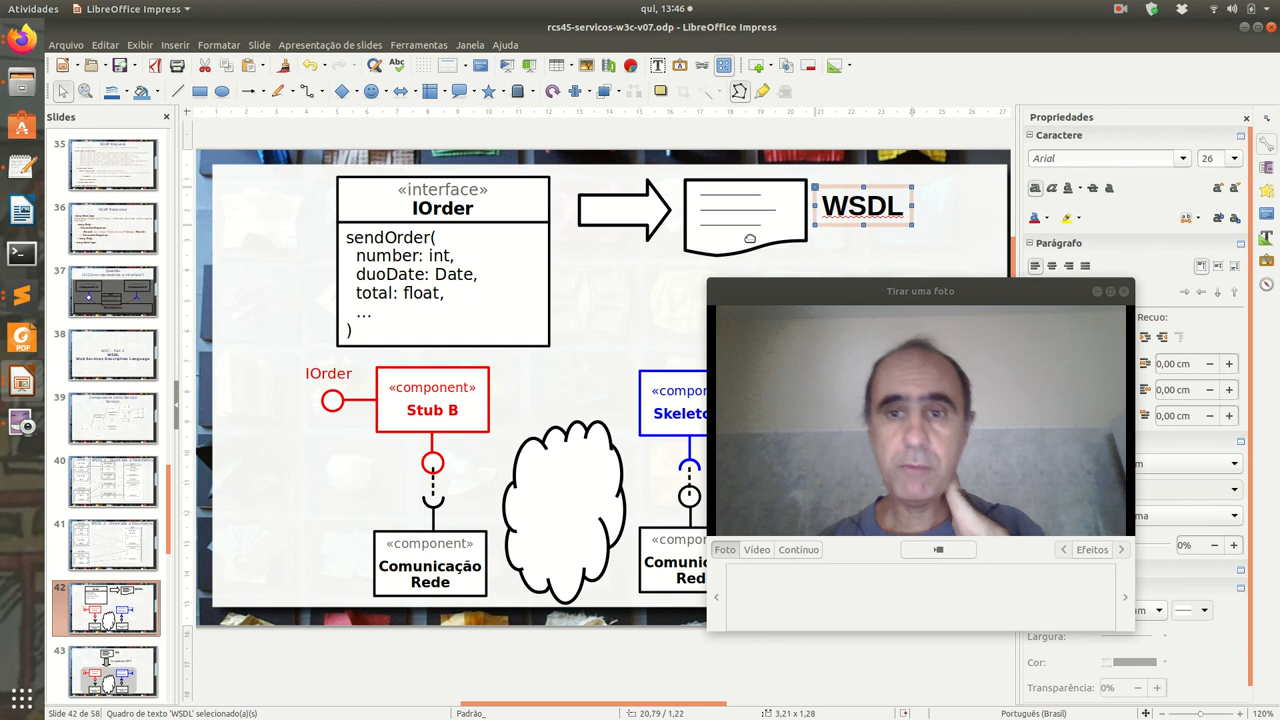 Atividades
LibreOffice Impress
qui, 13:46
rcs45-servicos-w3c-v07.odp - LibreOffice Impress
Arquivo Editar Exibir Inserir Formatar Slide Apresentação de slides Ferramentas Janela Ajuda
Slides
Propriedades
Caractere
Arial
26
Parágrafo
Recuo:
0,00 cm
0,00 cm
0,00 cm
0%
Largura:
Cor:
Transparência:
0%
35
36
37
38
39
40
41
42
43
«interface»
IOrder
sendOrder(
number: int,
duoDate: Date,
total: float,
...
)
WSDL
IOrder
«component»
Stub B
«compon
Skeleto
«component»
Comunicação
Rede
«compon
Comunic
Red
Tirar uma foto
Foto Vídeo Contínuo
Efeitos
Slide 42 de 58
Quadro de texto 'WSDL' selecionado(a)(s)
Padrão_
20,79 / 1,22
3,21 x 1,28
Português (Brasil)
120%